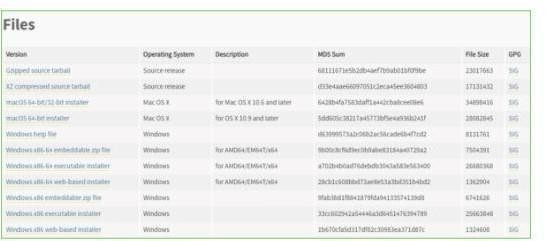 Files
Version Operating System Description MD5 Sum File Size GPG
Gzipped source tarball Source release 68111671e5b2db4aef7b9ab01bf0f9be 23017663 SIG
XZ compressed source tarball Source release d33e4aae66097051c2eca45ee3604803 17131432 SIG
macOS 64-bit/32-bit installer Mac OS X for Mac OS X 10.6 and later 6428b4fa7583daff1a442cba8cee08e6 34898416 SIG
macOS 64-bit installer Mac OS X for OS X 10.9 and later 5dd605c38217a45773bf5e4a936b241f 28082845 SIG
Windows help file Windows d63999573a2c06b2ac56cade6b4f7cd2 8131761 SIG
Windows x86-64 embeddable zip file Windows for AMD64/EM64T/x64 9b00c8cf6d9ec0b9abe83184a40729a2 7504391 SIG
Windows x86-64 executable installer Windows for AMD64/EM64T/x64 a702b4b0ad76debdb3043a583e563400 26680368 SIG
Windows x86-64 web-based installer Windows for AMD64/EM64T/x64 28cb1c608bbd73ae8e53a3bd351b4bd2 1362904 SIG
Windows x86 embeddable zip file Windows 9fab3b81f8841879fda94133574139d8 6741626 SIG
Windows x86 executable installer Windows 33cc602942a54446a3d6451476394789 25663848 SIG
Windows x86 web-based installer Windows 1b670cfa5d317df82c30983ea371d87c 1324608 SIG